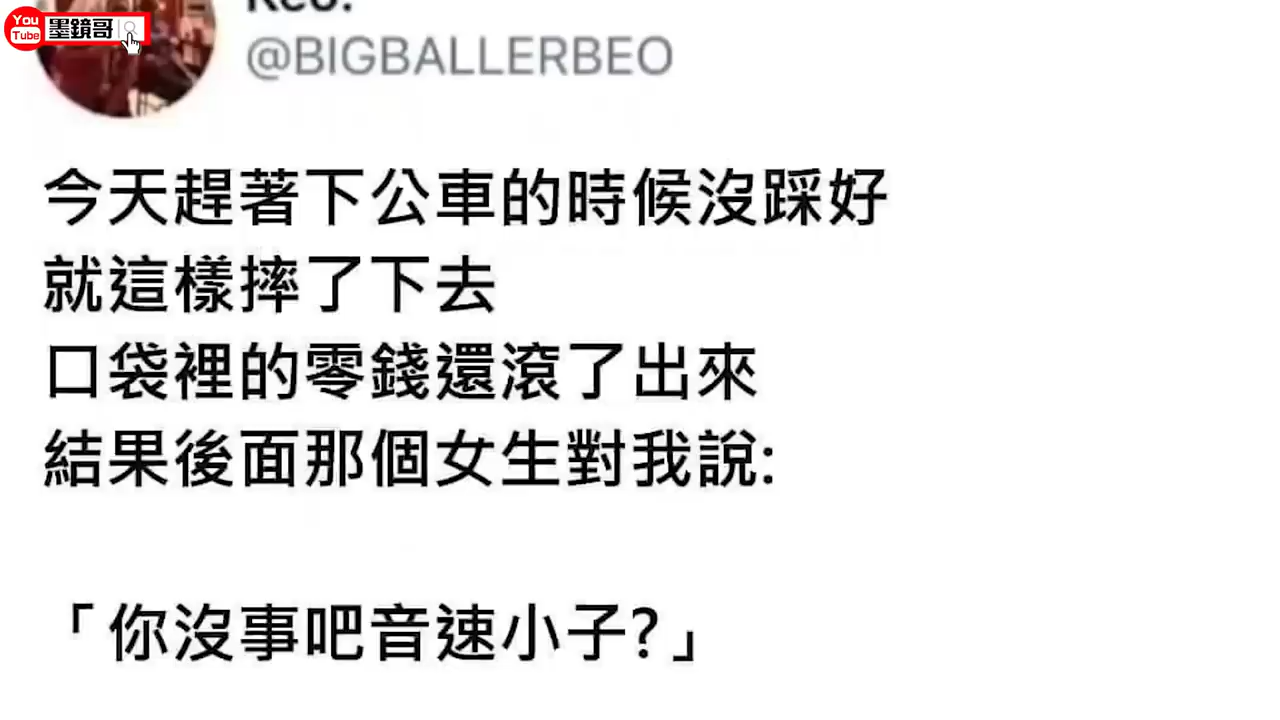 You
Tube
墨鏡哥
@BIGBALLERBEO
今天趕著下公車的時候沒踩好
就這樣摔了下去
口袋裡的零錢還滾了出來
結果後面那個女生對我說:
「你沒事吧音速小子?」